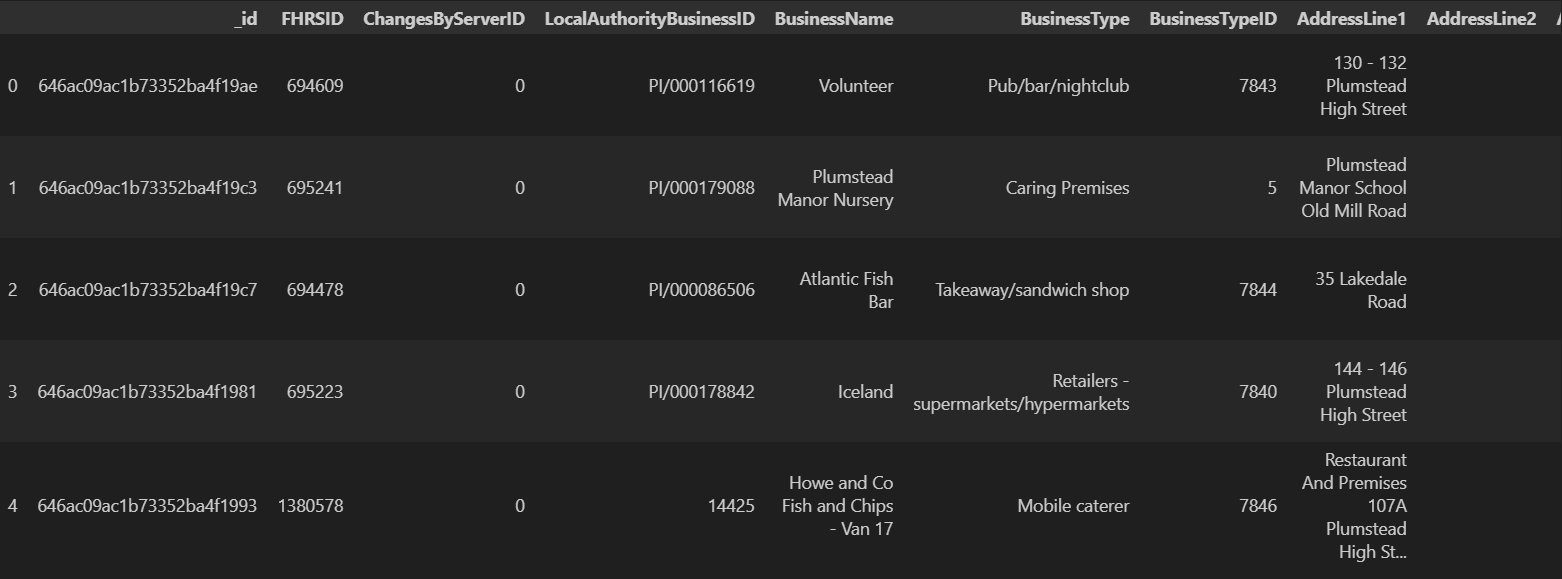 _id FHRSID ChangesByServerID LocalAuthorityBusinessID BusinessName BusinessType BusinessTypeID AddressLine1 AddressLine2
0 646ac09ac1b73352ba4f19ae 694609 0 PI/000116619 Volunteer Pub/bar/nightclub 7843 130 - 132
Plumstead
High Street
1 646ac09ac1b73352ba4f19c3 695241 0 PI/000179088 Plumstead
Manor Nursery Caring Premises 5 Plumstead
Manor School
Old Mill Road
2 646ac09ac1b73352ba4f19c7 694478 0 PI/000086506 Atlantic Fish
Bar Takeaway/sandwich shop 7844 35 Lakedale
Road
3 646ac09ac1b73352ba4f1981 695223 0 PI/000178842 Iceland Retailers -
supermarkets/hypermarkets 7840 144 - 146
Plumstead
High Street
4 646ac09ac1b73352ba4f1993 1380578 0 14425 Howe and Co
Fish and Chips
- Van 17 Mobile caterer 7846 Restaurant
And Premises
107A
Plumstead
High St...